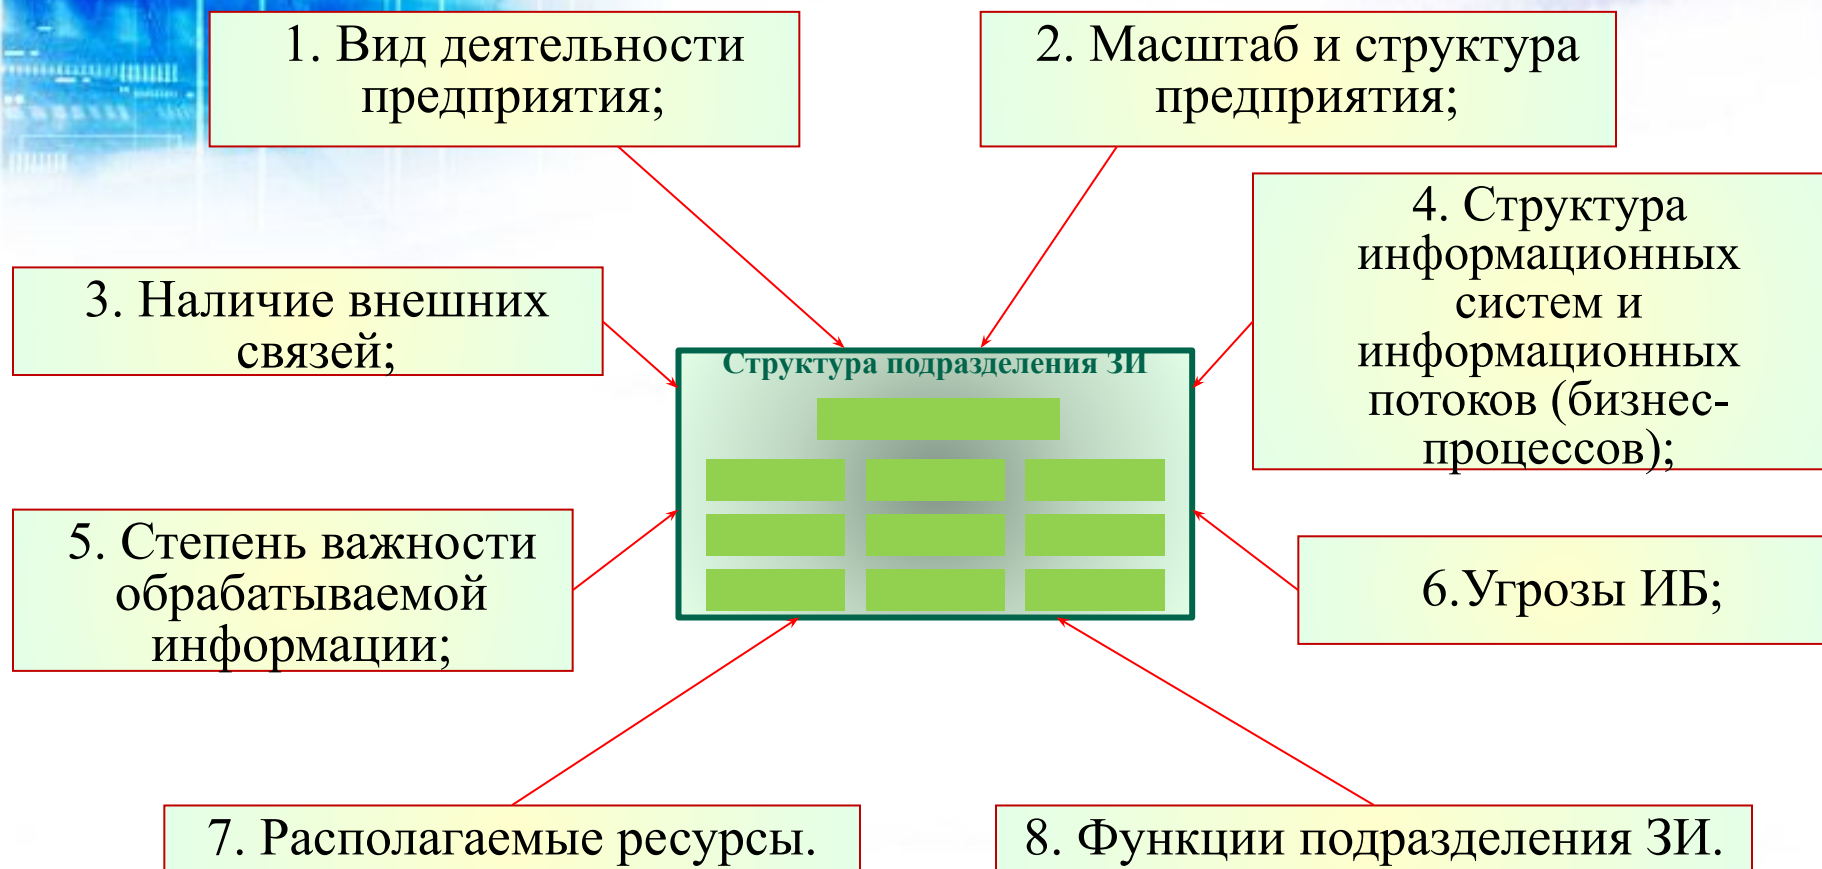 1. Вид деятельности
предприятия;
2. Масштаб и структура
предприятия;
3. Наличие внешних
связей;
4. Структура
информационных
систем и
информационных
потоков (бизнес-
процессов);
Структура подразделения ЗИ
5. Степень важности
обрабатываемой
информации;
6.Угрозы ИБ;
7. Располагаемые ресурсы.
8. Функции подразделения ЗИ.